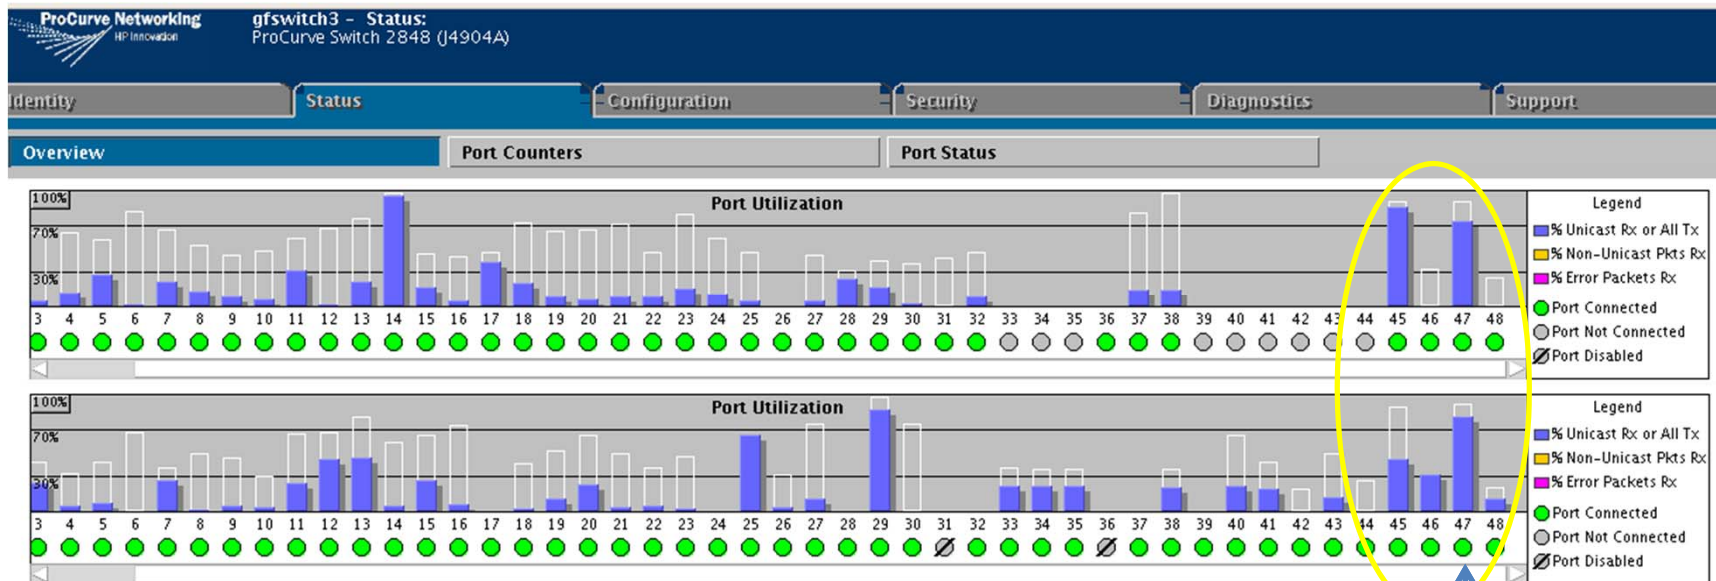 ProCurve Networking
HP Innovation
gfswitch3 - Status:
ProCurve Switch 2848 (J4904A)
Identity Status Configuration Security Diagnostics Support
Overview Port Counters Port Status
Port Utilization
100%
70%
30%
3 4 5 6 7 8 9 10 11 12 13 14 15 16 17 18 19 20 21 22 23 24 25 26 27 28 29 30 31 32 33 34 35 36 37 38 39 40 41 42 43 44 45 46 47 48
Legend
% Unicast Rx or All Tx
% Non-Unicast Pkts Rx
% Error Packets Rx
Port Connected
Port Not Connected
Port Disabled
Port Utilization
100%
70%
30%
3 4 5 6 7 8 9 10 11 12 13 14 15 16 17 18 19 20 21 22 23 24 25 26 27 28 29 30 31 32 33 34 35 36 37 38 39 40 41 42 43 44 45 46 47 48
Legend
% Unicast Rx or All Tx
% Non-Unicast Pkts Rx
% Error Packets Rx
Port Connected
Port Not Connected
Port Disabled